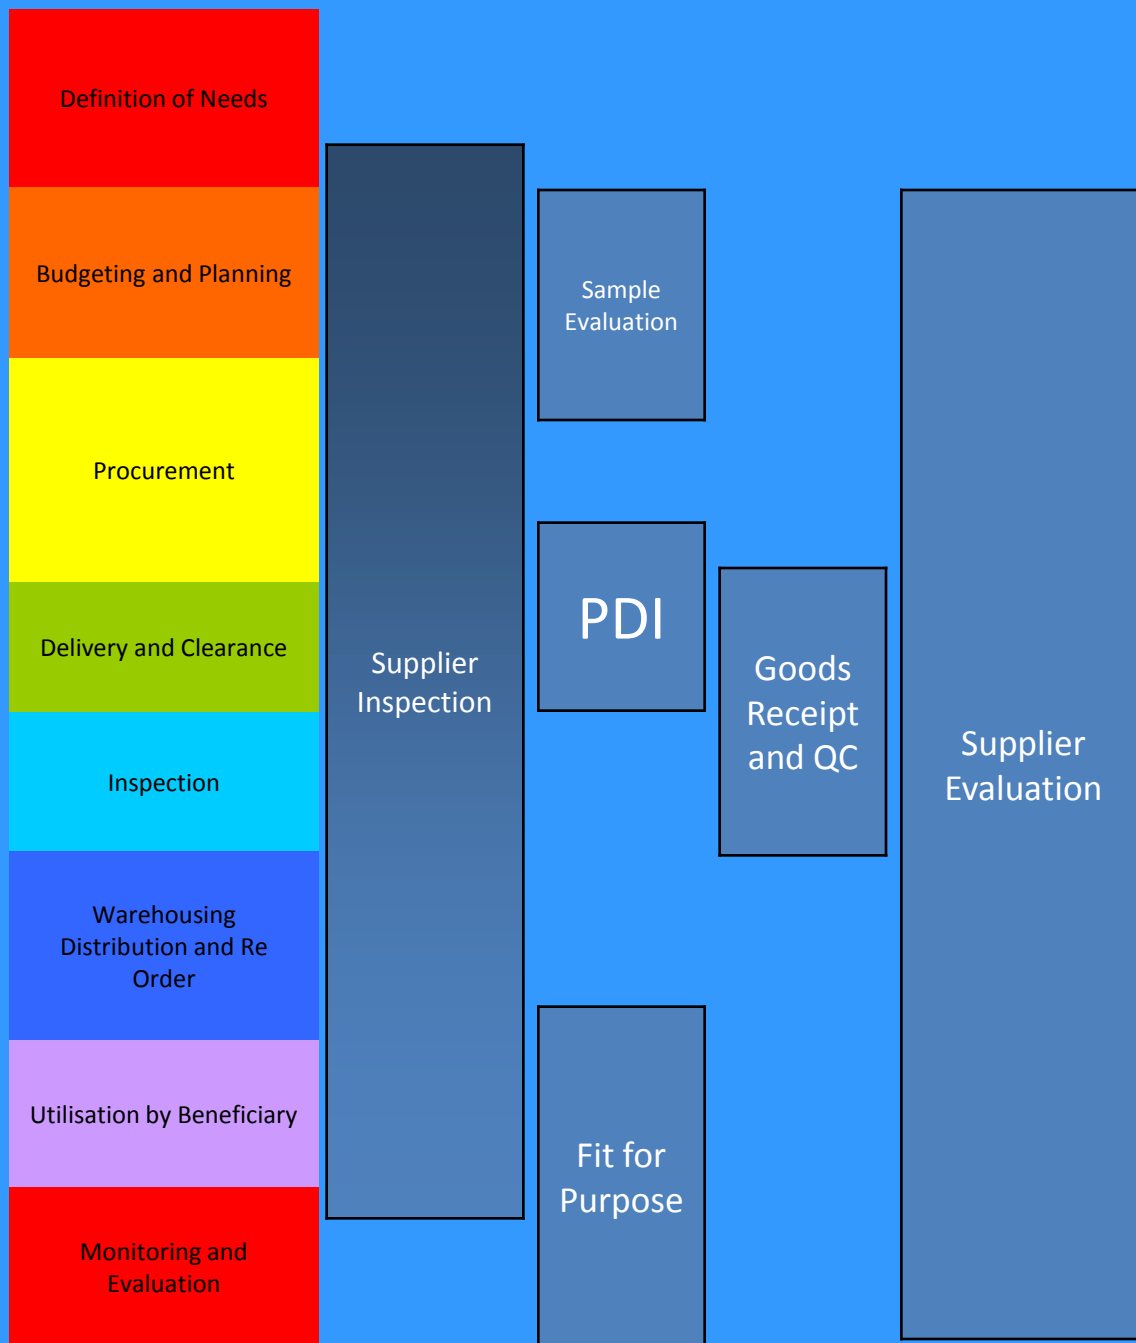 Definition of Needs
Budgeting and Planning
Procurement
Delivery and Clearance
Inspection
Warehousing
Distribution and Re
Order
Utilisation by Beneficiary
Monitoring and
Evaluation
Supplier
Inspection
Sample
Evaluation
PDI
Fit for
Purpose
Goods
Receipt
and QC
Supplier
Evaluation